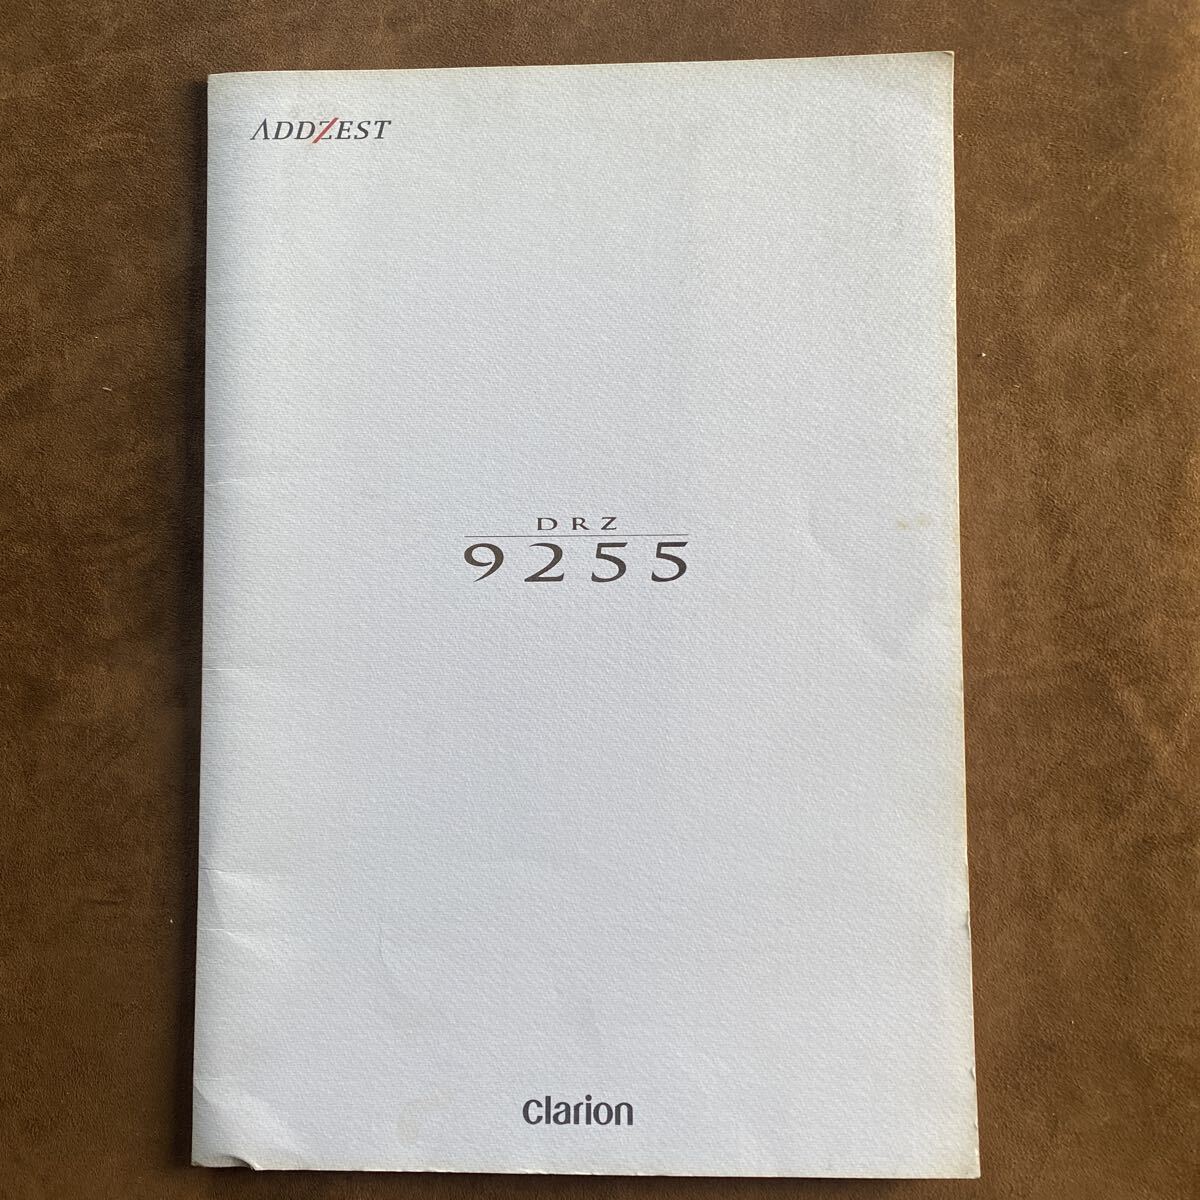 ADDZEST
DRZ
9255
clarion